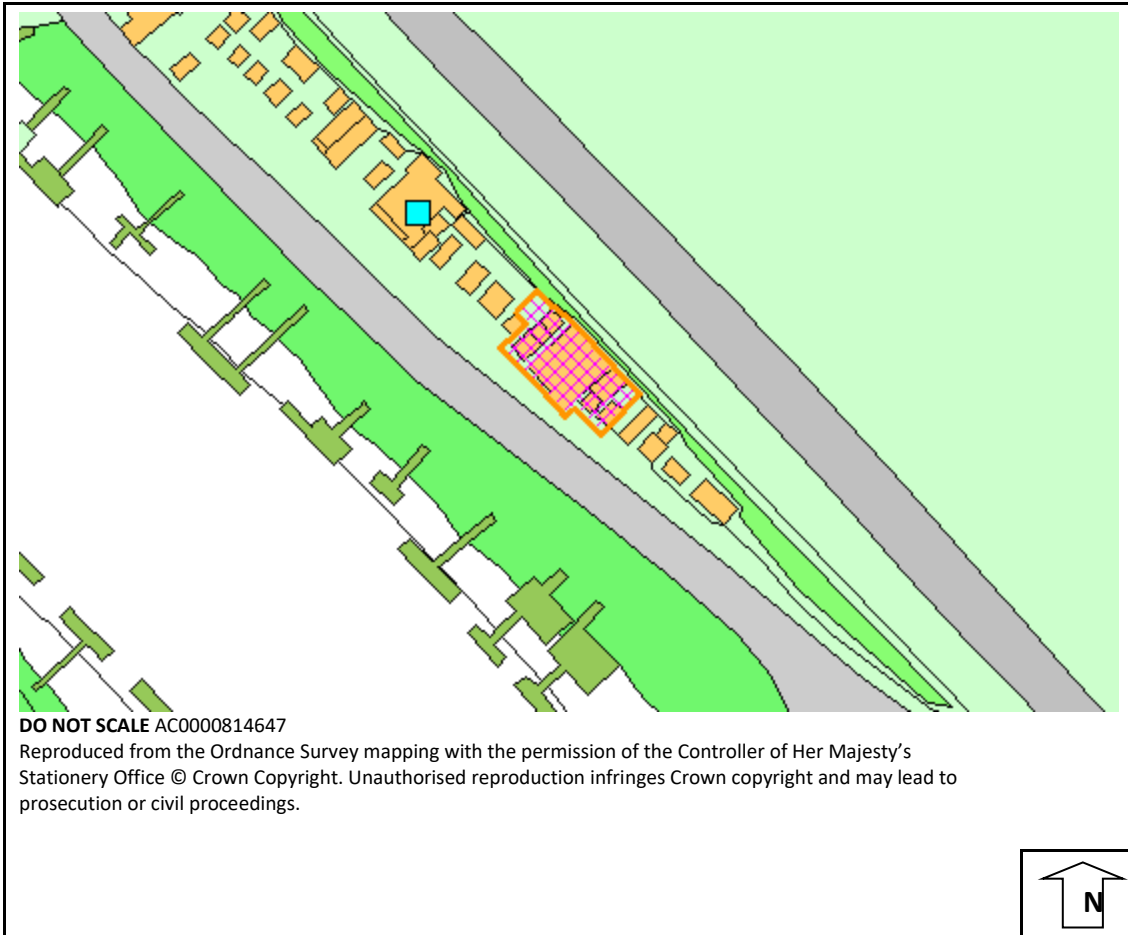 DO NOT SCALE AC0000814647
Reproduced from the Ordnance Survey mapping with the permission of the Controller of Her Majesty’s
Stationery Office © Crown Copyright. Unauthorised reproduction infringes Crown copyright and may lead to
prosecution or civil proceedings.
N